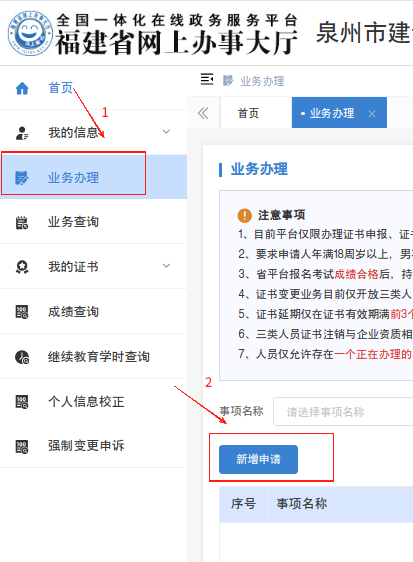 全国一体化在线政务服务平台
福建省网上办事大厅
泉州市建
首页
1
我的信息
业务办理
业务查询
我的证书
成绩查询
继续教育学时查询
2
个人信息校正
强制变更申诉
业务办理
首页
业务办理
业务办理
注意事项
1、目前平台仅限办理证书申报、证书
2、要求申请人年满18周岁以上，男
3、省平台报名考试成绩合格后，持
4、证书变更业务目前仅开放三类人
5、证书延期仅在证书有效期满前3个
6、三类人员证书注销与企业资质相
7、人员仅允许存在一个正在办理的
事项名称
请选择事项名称
新增申请
序号
事项名称